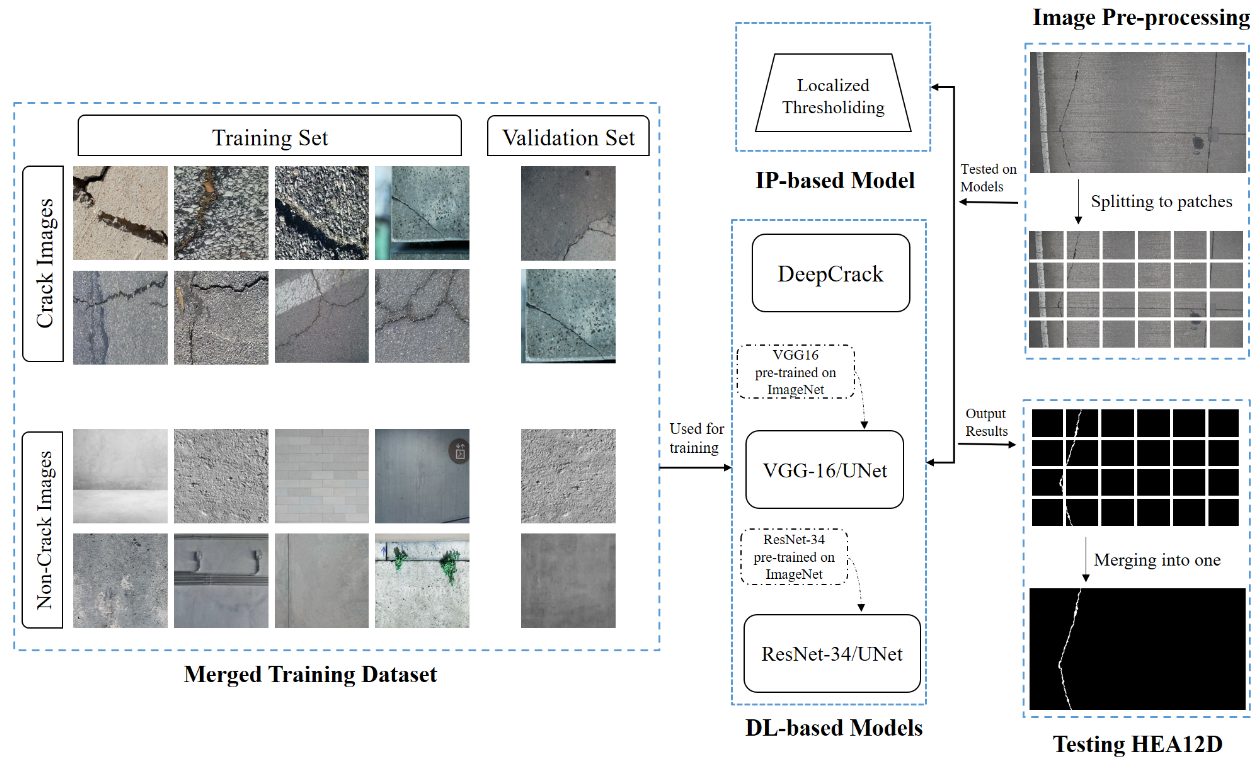 Image Pre-processing
Localized
Thresholiding
IP-based Model
Tested on
Models
Splitting to patches
Training Set
Validation Set
Crack Images
Non-Crack Images
Merged Training Dataset
Used for
training
DeepCrack
VGG16
pre-trained on
ImageNet
VGG-16/UNet
ResNet-34
pre-trained on
ImageNet
ResNet-34/UNet
DL-based Models
Output
Results
Merging into one
Testing HEA12D